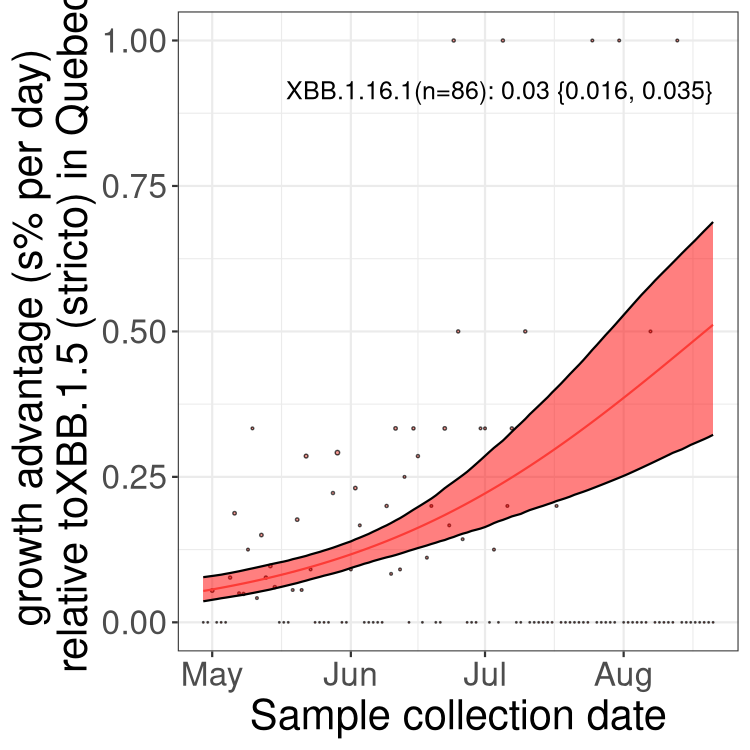 growth advantage (s% per day)
relative toXBB.1.5 (stricto) in Quebec
1.00
XBB.1.16.1(n=86): 0.03 {0.016, 0.035}
0.75
0.50
0.25
0.00
May Jun Jul Aug
Sample collection date